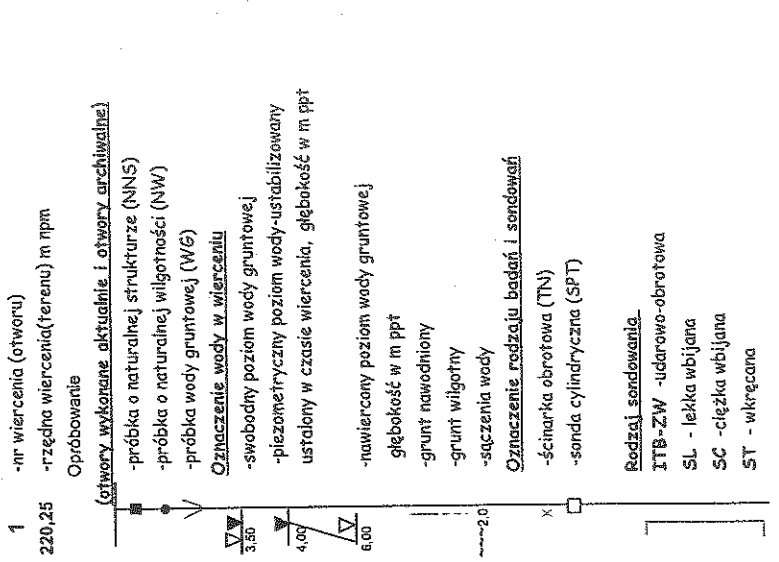 1 -nr wiercenia (otworu)
220,25 -rzędna wiercenia(terenu) m npm
Opróbowanie
(otwory wykonane aktualnie i otwory archiwalne)
-próbka o naturalnej strukturze (NNS)
-próbka o naturalnej wilgotności (NW)
-próbka wody gruntowej (WG)
Oznaczenie wody w wierceniu
-swobodny poziom wody gruntowej
3,50
-piezometryczny poziom wody-ustabilizowany
4,00
ustalony w czasie wiercenia, głębokość w m ppt
-nawiercony poziom wody gruntowej
6,00
głębokość w m ppt
-grunt nawodniony
-grunt wilgotny
~~~2,0 -sączenia wody
Oznaczenie rodzaju badań i sondowań
x -ścinarka obrotowa (TN)
-sonda cylindryczna (SPT)
Rodzaj sondowania
ITB-ZW -udarowo-obrotowa
SL - lekka wbijana
SC - ciężka wbijana
ST - wkręcana